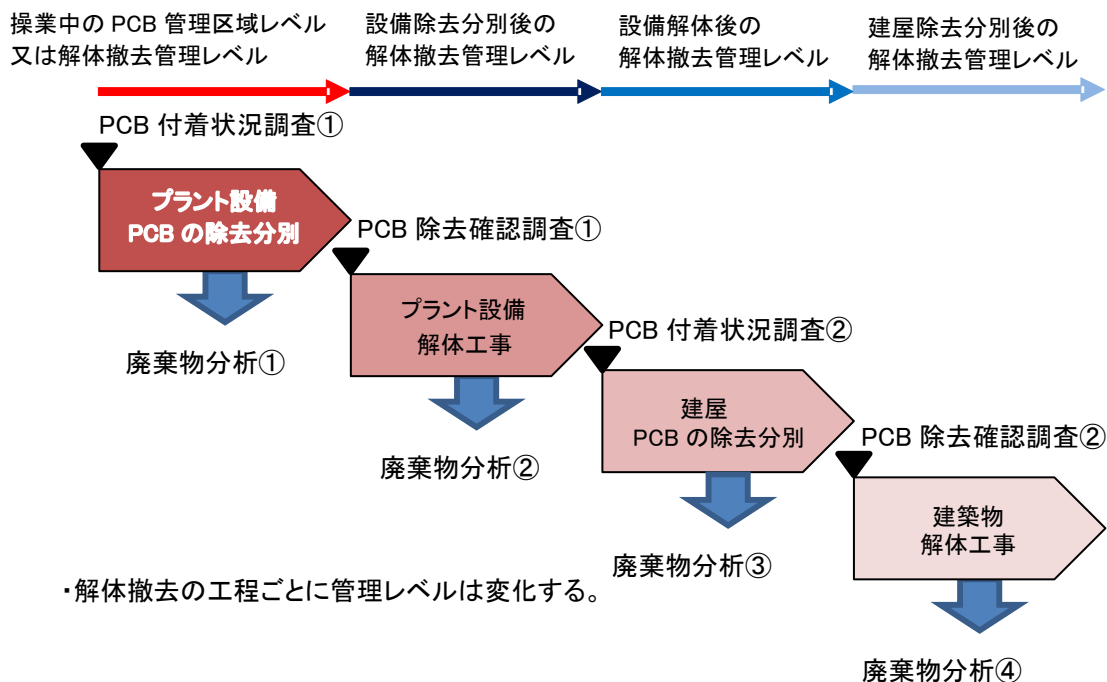 操業中の PCB 管理区域レベル
又は解体撤去管理レベル
設備除去分別後の
解体撤去管理レベル
設備解体後の
解体撤去管理レベル
建屋除去分別後の
解体撤去管理レベル
PCB 付着状況調査①
プラント設備
PCB の除去分別
PCB 除去確認調査①
廃棄物分析①
プラント設備
解体工事
PCB 付着状況調査②
廃棄物分析②
建屋
PCB の除去分別
PCB 除去確認調査②
廃棄物分析③
建築物
解体工事
・解体撤去の工程ごとに管理レベルは変化する。
廃棄物分析④